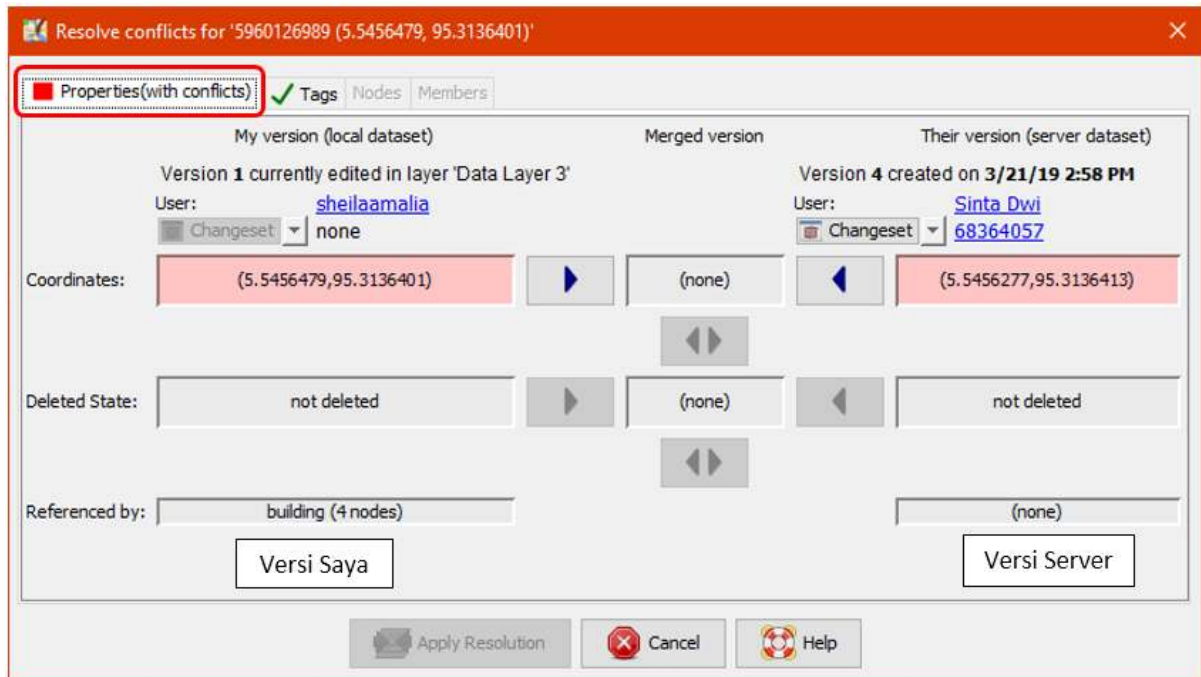 Resolve conflicts for '5960126989 (5.5456479, 95.3136401)'
Properties(with conflicts) Tags Nodes Members
My version (local dataset) Merged version Their version (server dataset)
Version 1 currently edited in layer 'Data Layer 3' Version 4 created on 3/21/19 2:58 PM
User: sheilaamalia User: Sinta Dwi
Changeset none Changeset 68364057
Coordinates: (5.5456479,95.3136401) (none) (5.5456277,95.3136413)
Deleted State: not deleted (none) not deleted
Referenced by: building (4 nodes) (none)
Versi Saya Versi Server
Apply Resolution Cancel Help